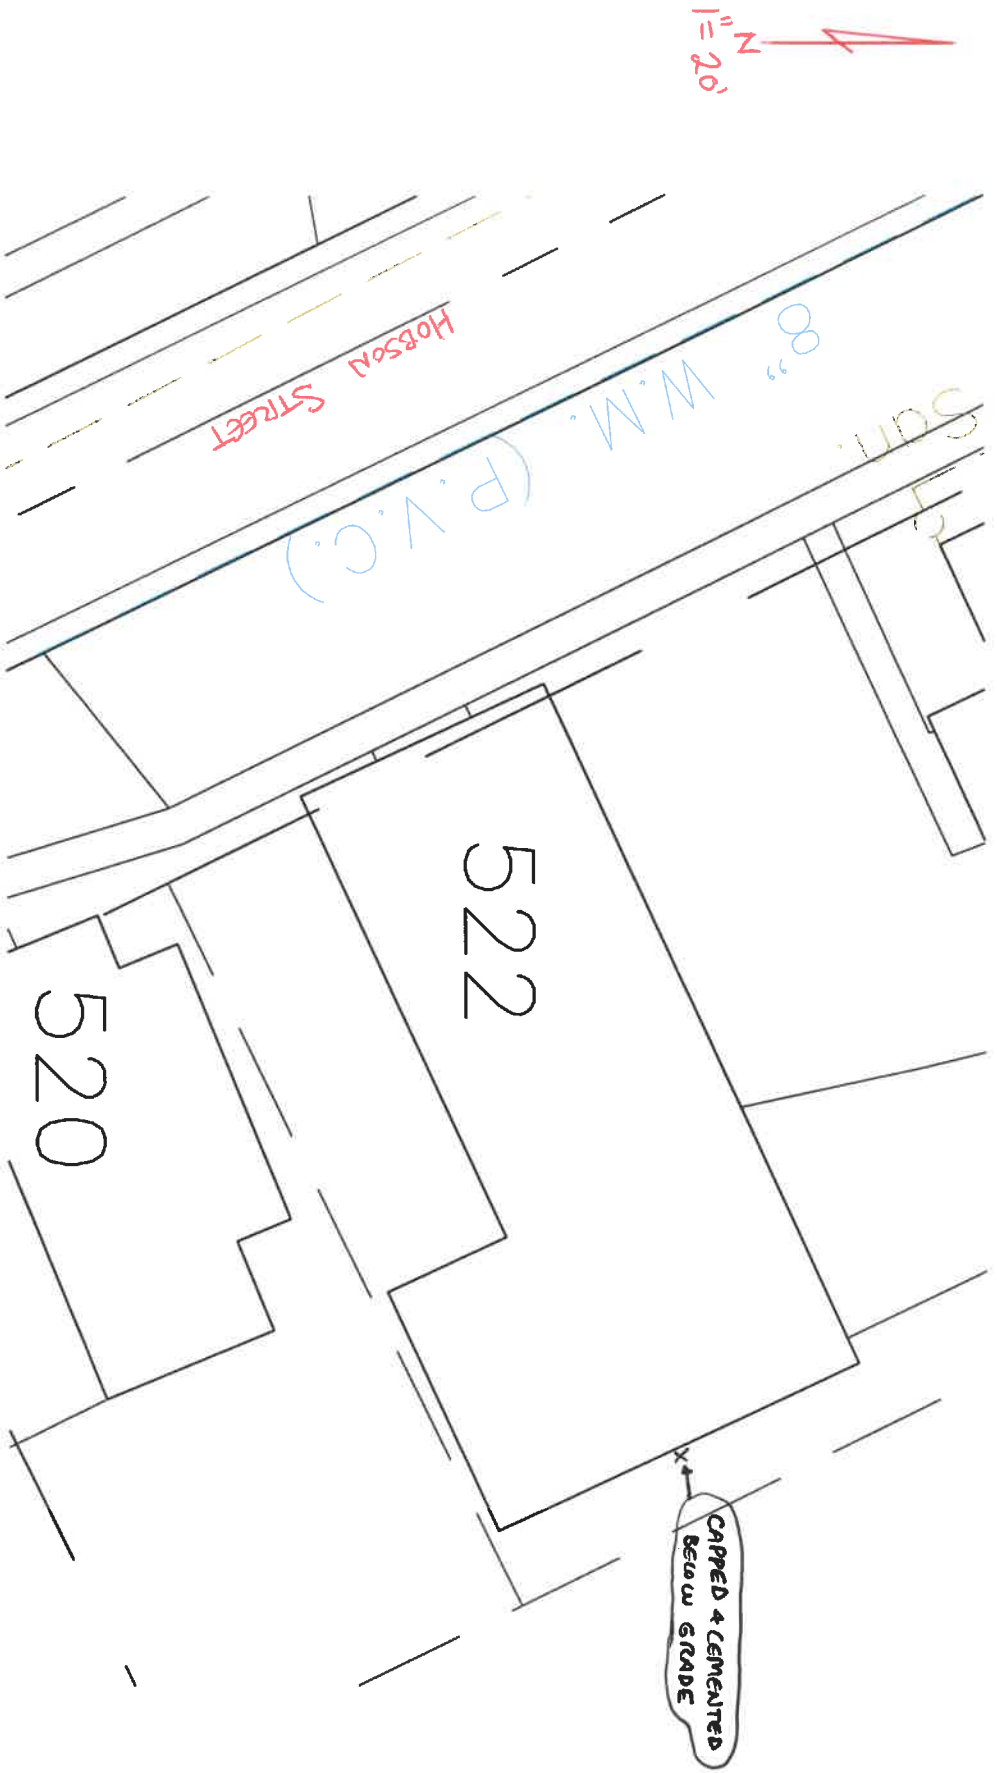 N
1"= 20'
HOBSON STREET
8" W.M. (P.V.C.)
San.
522
520
CAPPED & CEMENTED
BELOW GRADE